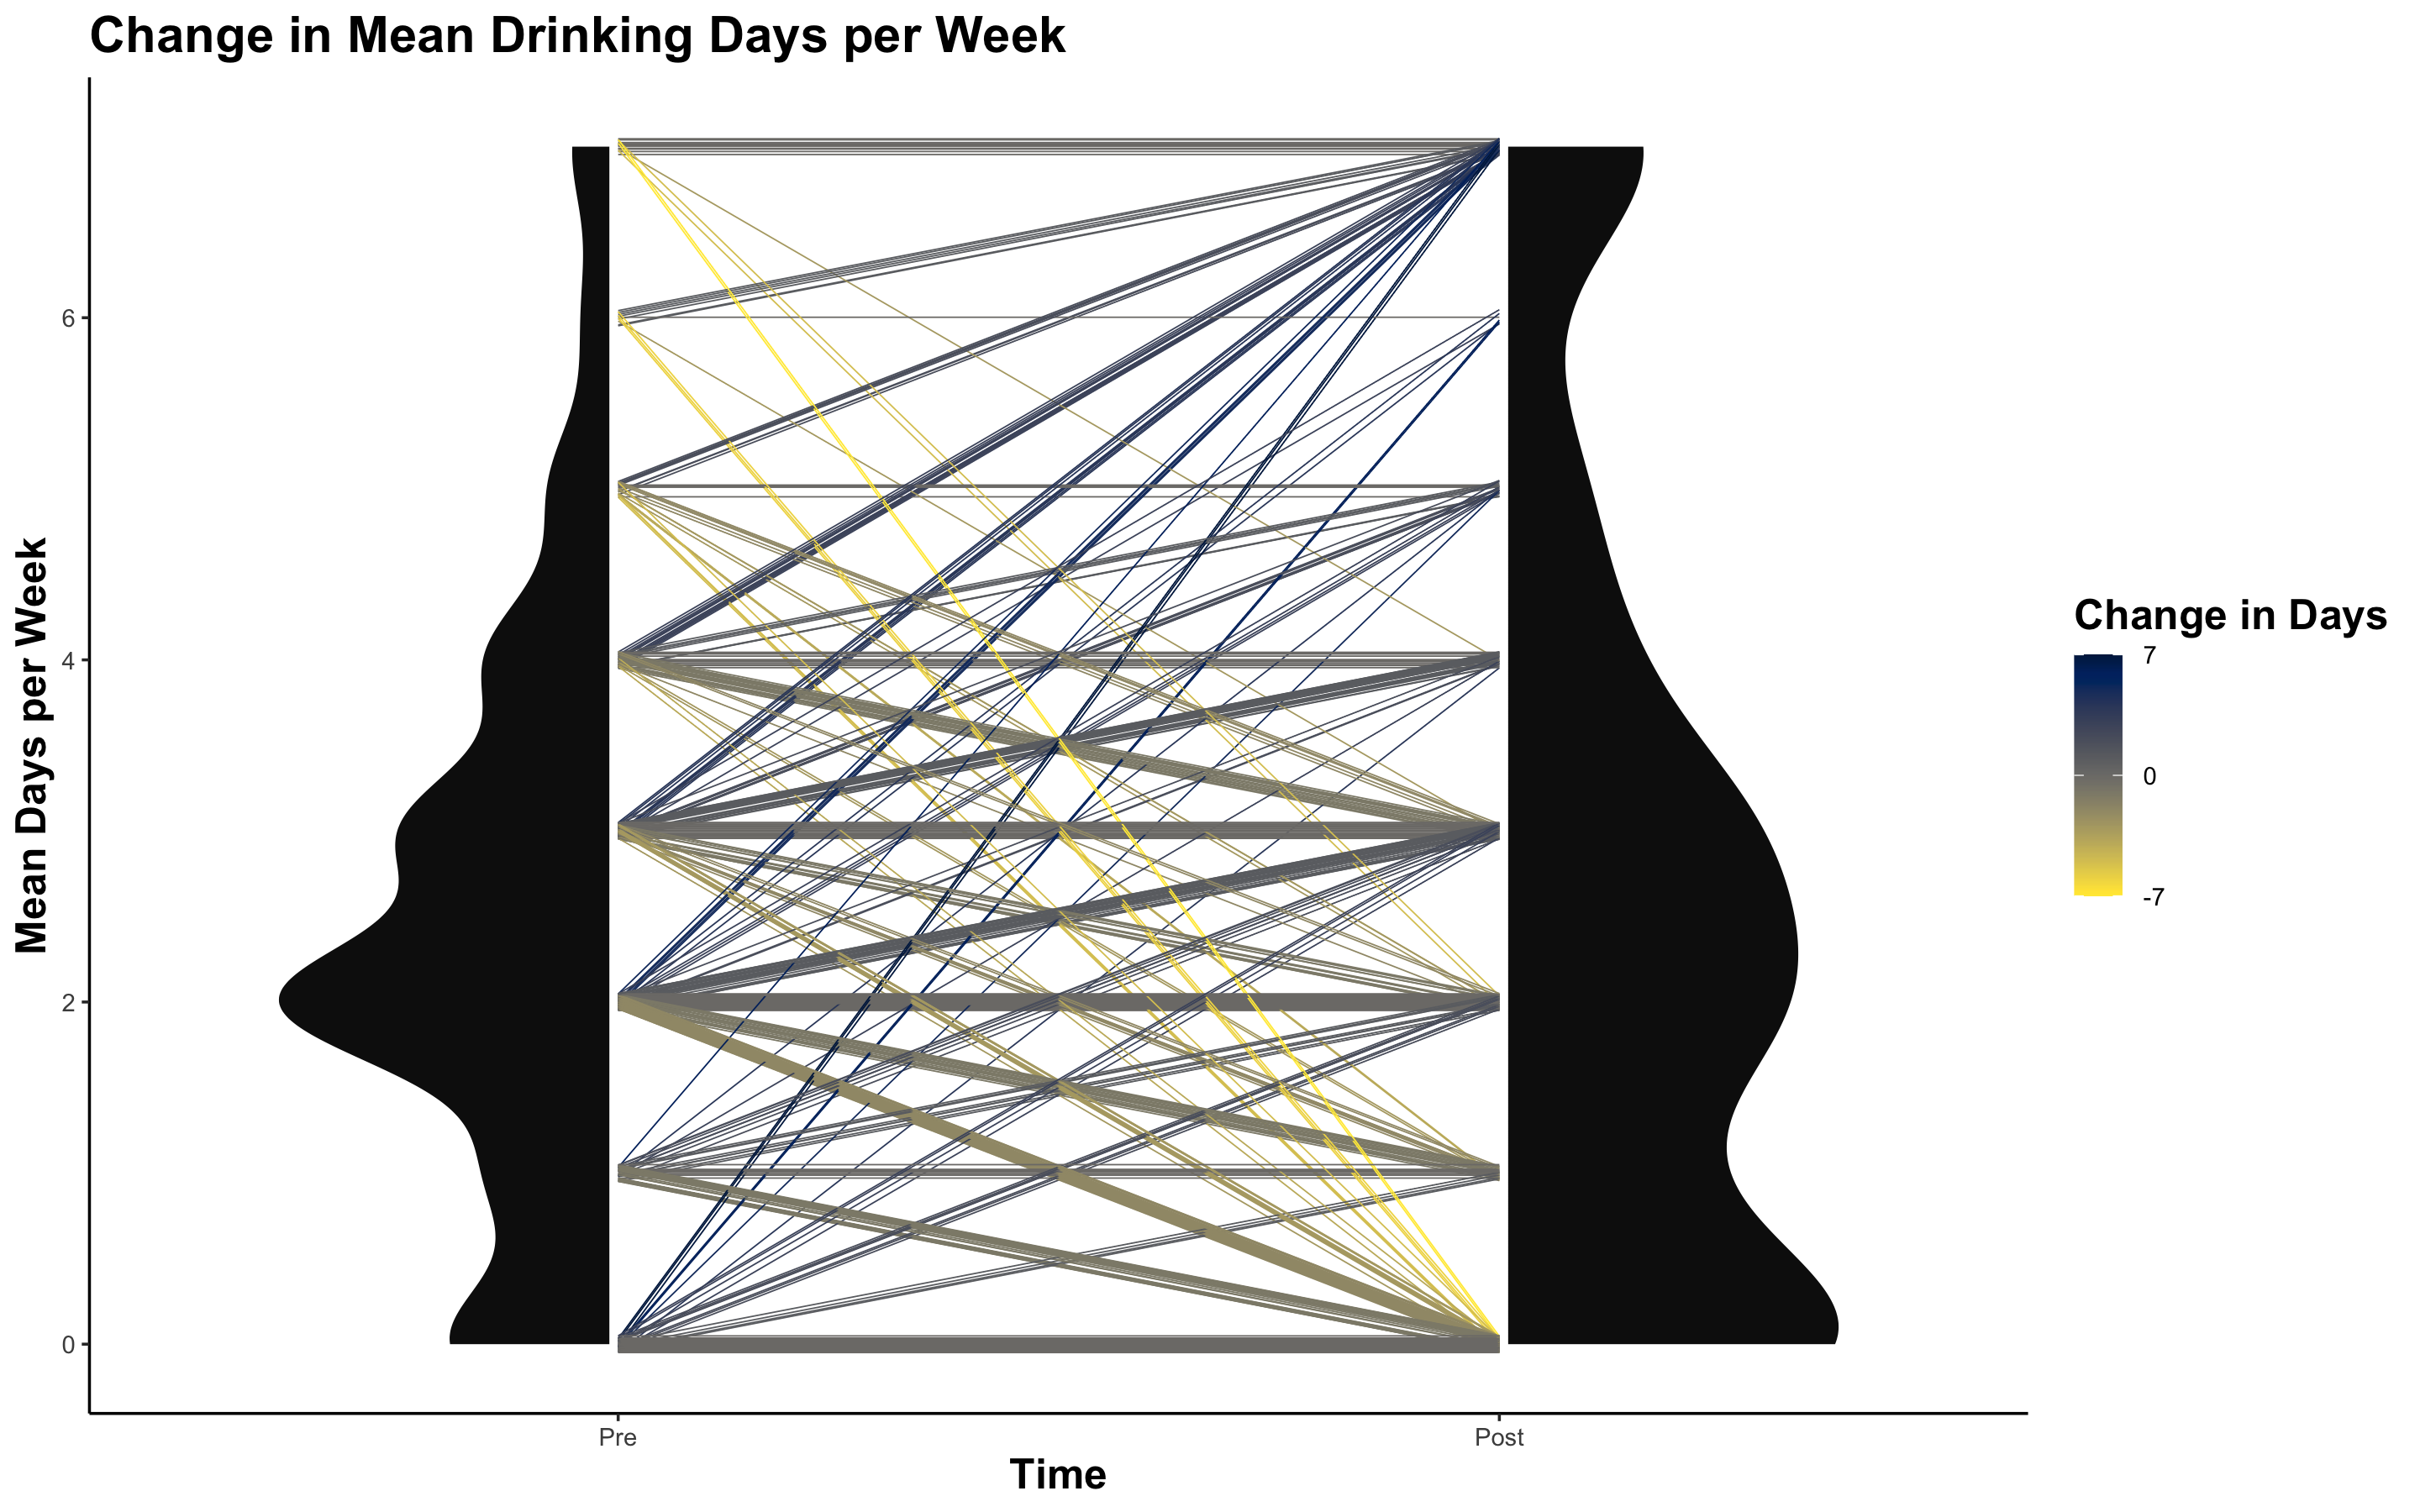 Change in Mean Drinking Days per Week
Mean Days per Week
6
4
2
0
Pre
Post
Time
Change in Days
7
0
-7